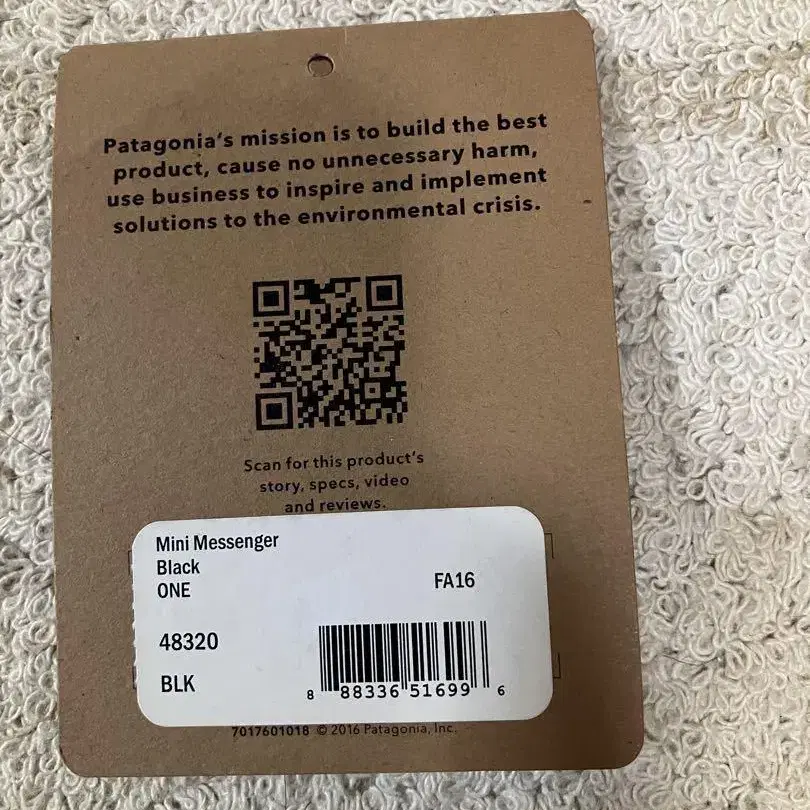 Patagonia's mission is to build the best
product, cause no unnecessary harm,
use business to inspire and implement
solutions to the environmental crisis.
Scan for this product's
story, specs, video
and reviews.
Mini Messenger
Black
ONE
FA16
48320
BLK
8 88336 51699 6
7017601018 © 2016 Patagonia, Inc.